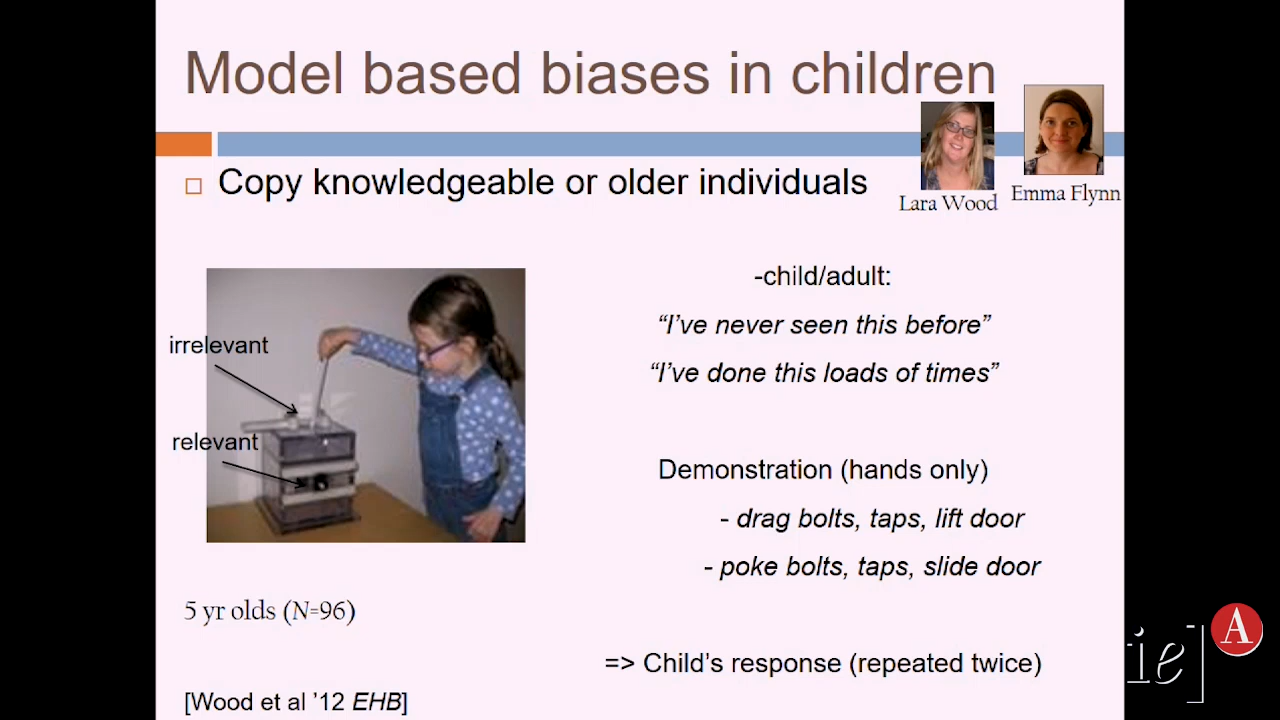 Model based biases in children
Copy knowledgeable or older individuals
Lara Wood
Emma Flynn
-child/adult:
“I’ve never seen this before”
“I’ve done this loads of times”
irrelevant
relevant
Demonstration (hands only)
- drag bolts, taps, lift door
- poke bolts, taps, slide door
5 yr olds (N=96)
=> Child’s response (repeated twice)
[Wood et al ’12 EHB]
ie]
A